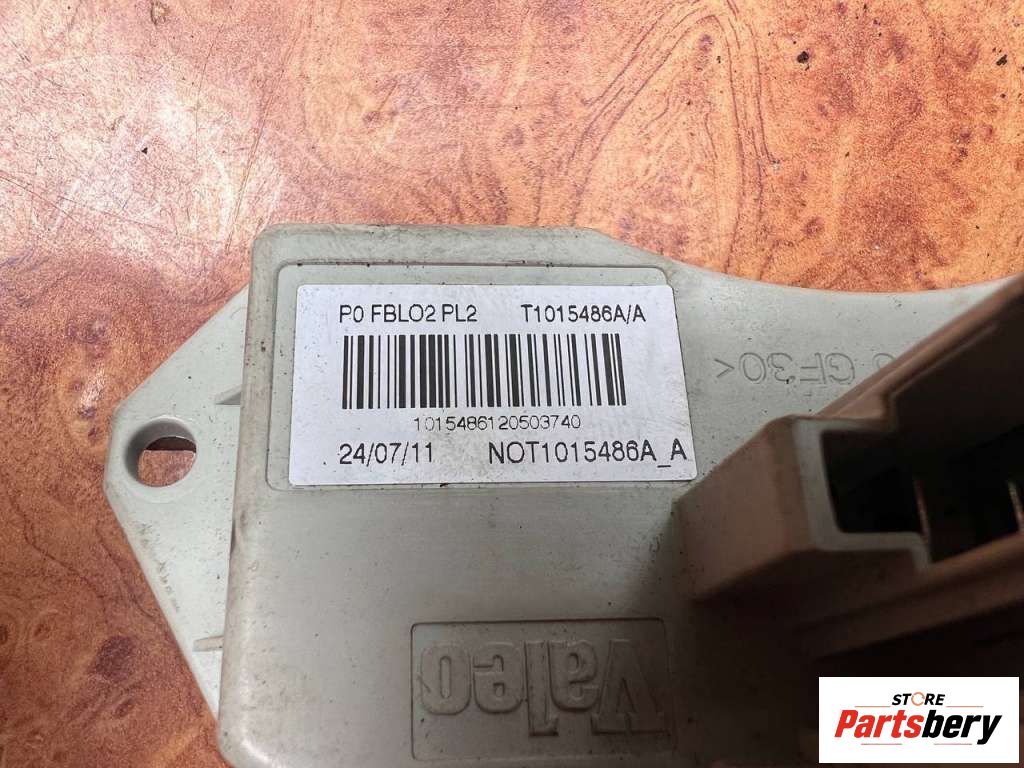 P0 FBLO2 PL2 T1015486A/A
1015486120503740
24/07/11 NOT1015486A_A
GF30<
Valeo
STORE
Partsbery